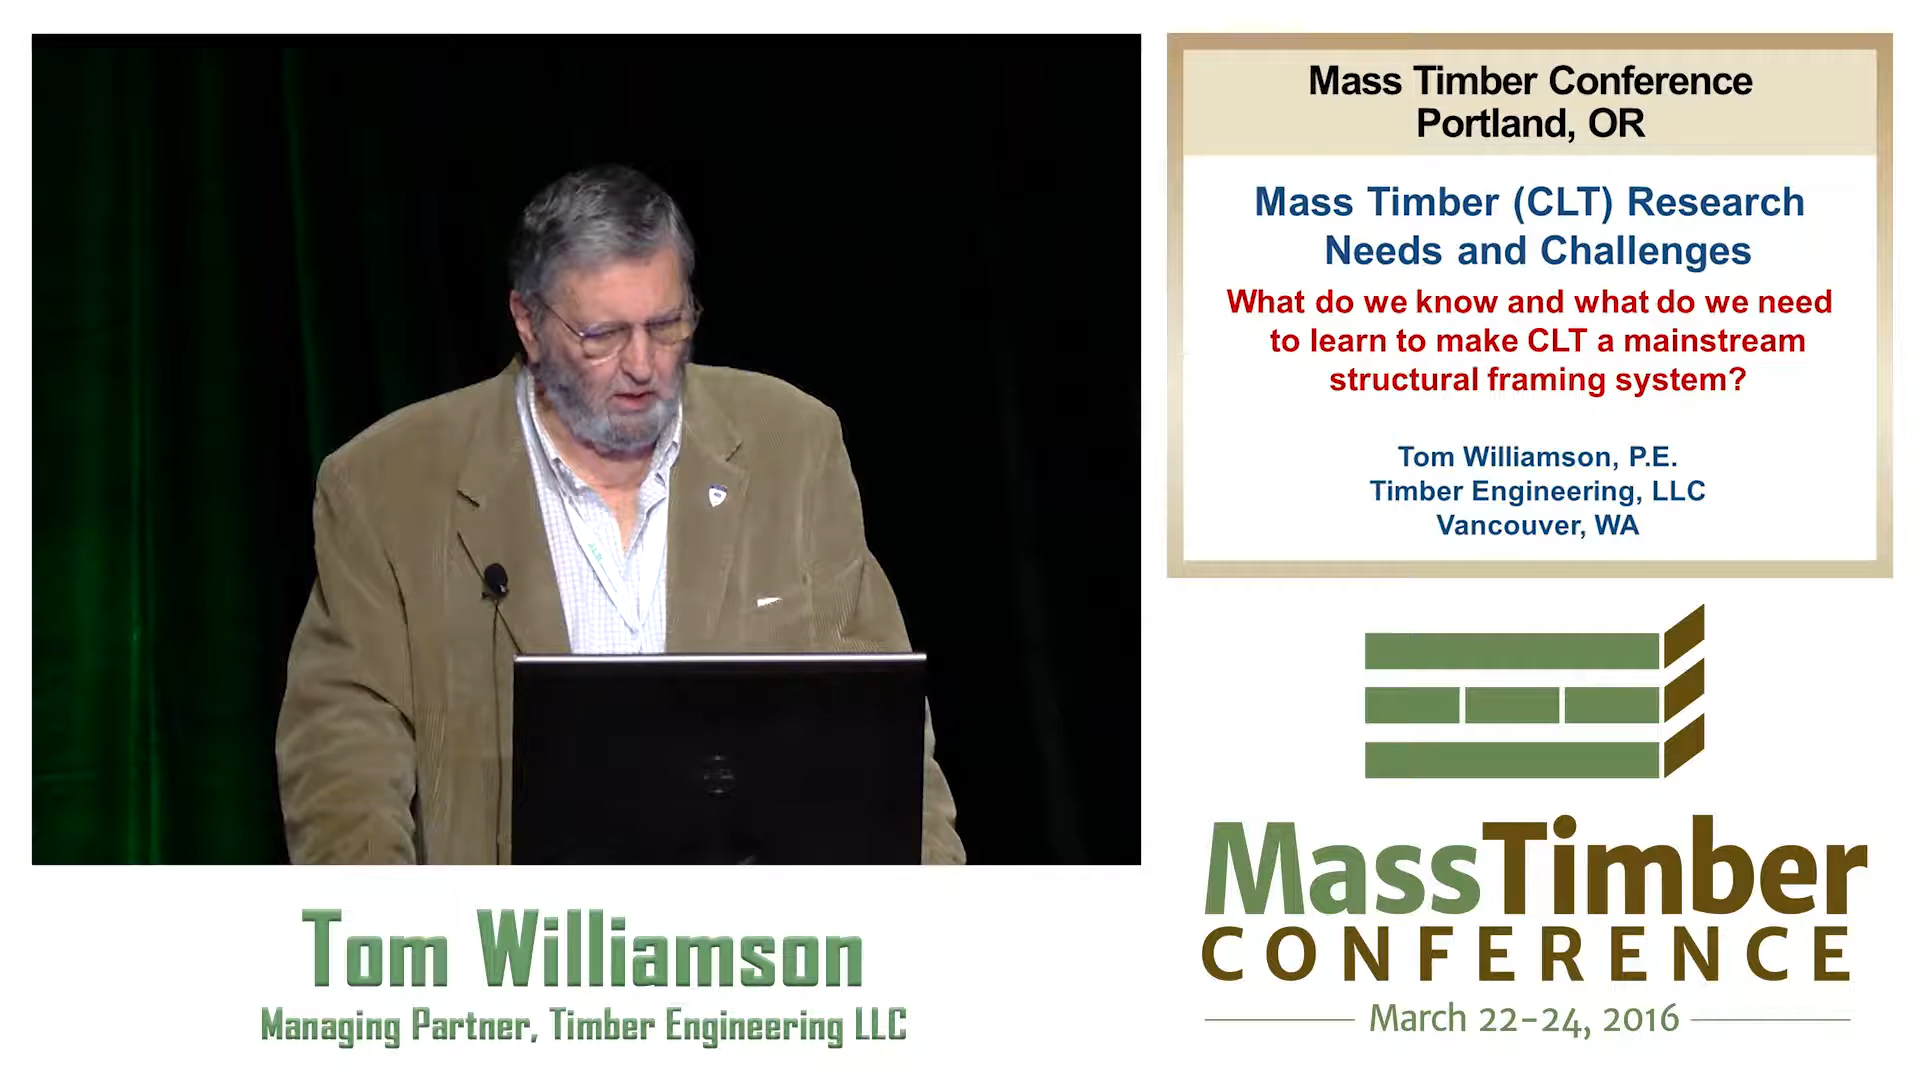 Mass Timber Conference
Portland, OR
Mass Timber (CLT) Research
Needs and Challenges
What do we know and what do we need
to learn to make CLT a mainstream
structural framing system?
Tom Williamson, P.E.
Timber Engineering, LLC
Vancouver, WA
MassTimber
CONFERENCE
March 22-24, 2016
Tom Williamson
Managing Partner, Timber Engineering LLC